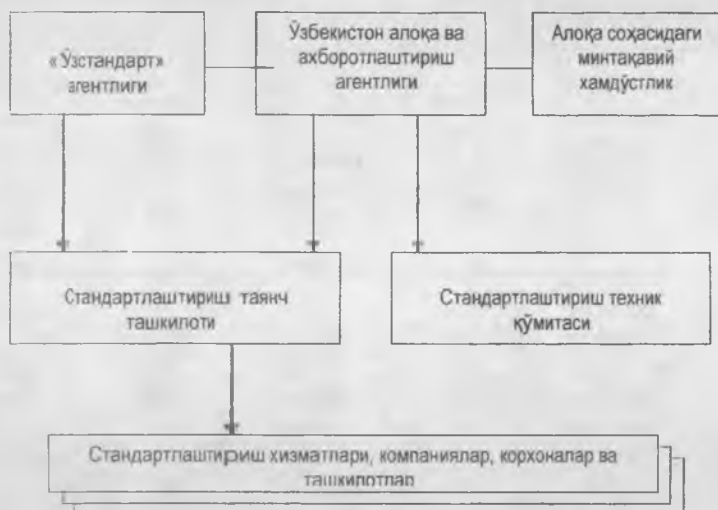 «Ўзстандарт»
агентлиги
Ўзбекистон алоқа ва
ахборотлаштириш
агентлиги
Алоқа соҳасидаги
минтақавий
хамдўстлик
Стандартлаштириш таянч
ташкилоти
Стандартлаштириш техник
қўмитаси
Стандартлаштириш хизматлари, компаниялар, корхоналар ва
ташкилотлар